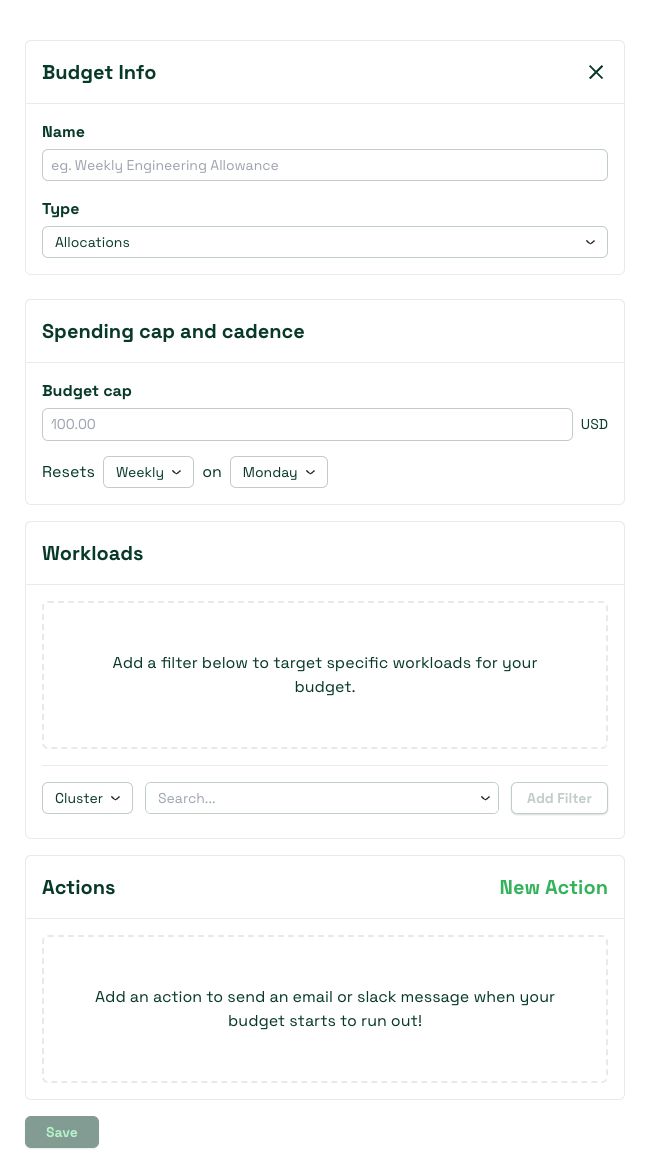 Budget Info
Name
eg. Weekly Engineering Allowance
Type
Allocations
Spending cap and cadence
Budget cap
100.00 USD
Resets Weekly on Monday
Workloads
Add a filter below to target specific workloads for your
budget.
Cluster Search... Add Filter
Actions New Action
Add an action to send an email or slack message when your
budget starts to run out!
Save